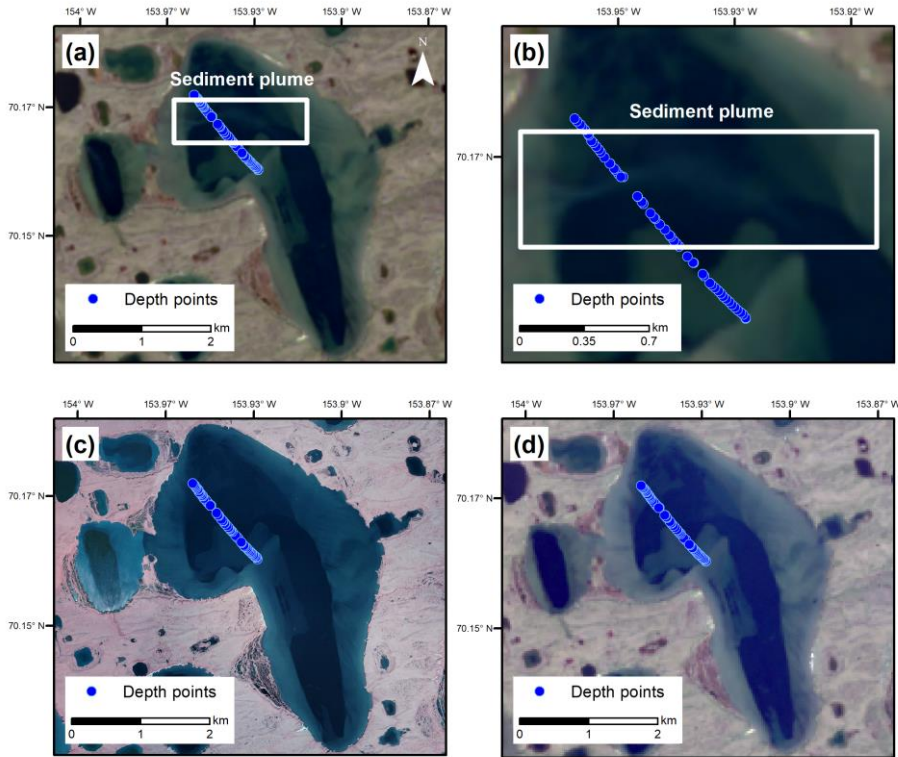 154° W 153.97° W 153.93° W 153.9° W 153.87° W
(a)
N
Sediment plume
70.17° N
70.15° N
Depth points
km
0 1 2
153.95° W 153.93° W 153.92° W
(b)
Sediment plume
70.17° N
Depth points
km
0 0.35 0.7
154° W 153.97° W 153.93° W 153.9° W 153.87° W
(c)
70.17° N
70.15° N
Depth points
km
0 1 2
154° W 153.97° W 153.93° W 153.9° W 153.87° W
(d)
70.17° N
70.15° N
Depth points
km
0 1 2